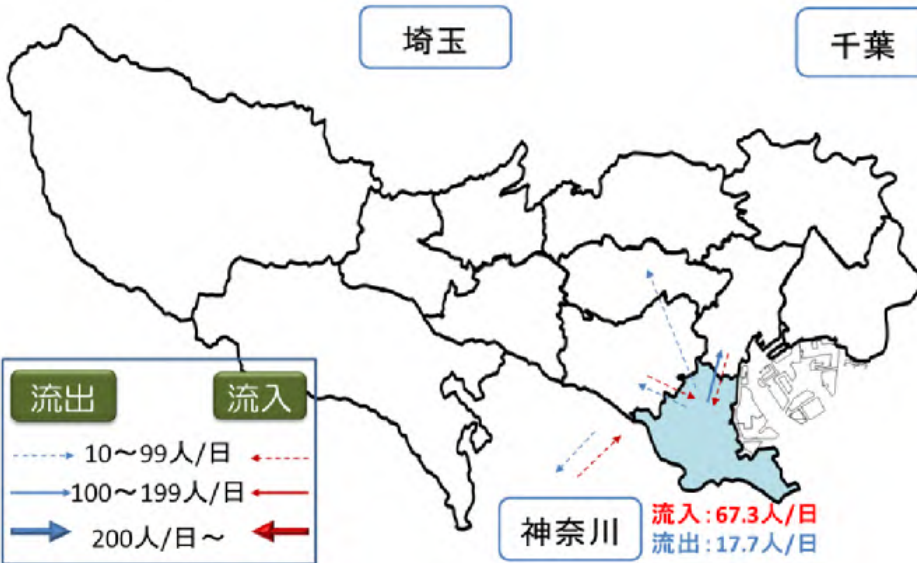 埼玉
千葉
流出 流入
10～99人/日
100～199人/日
200人/日～
神奈川
流入：67.3人/日
流出：17.7人/日